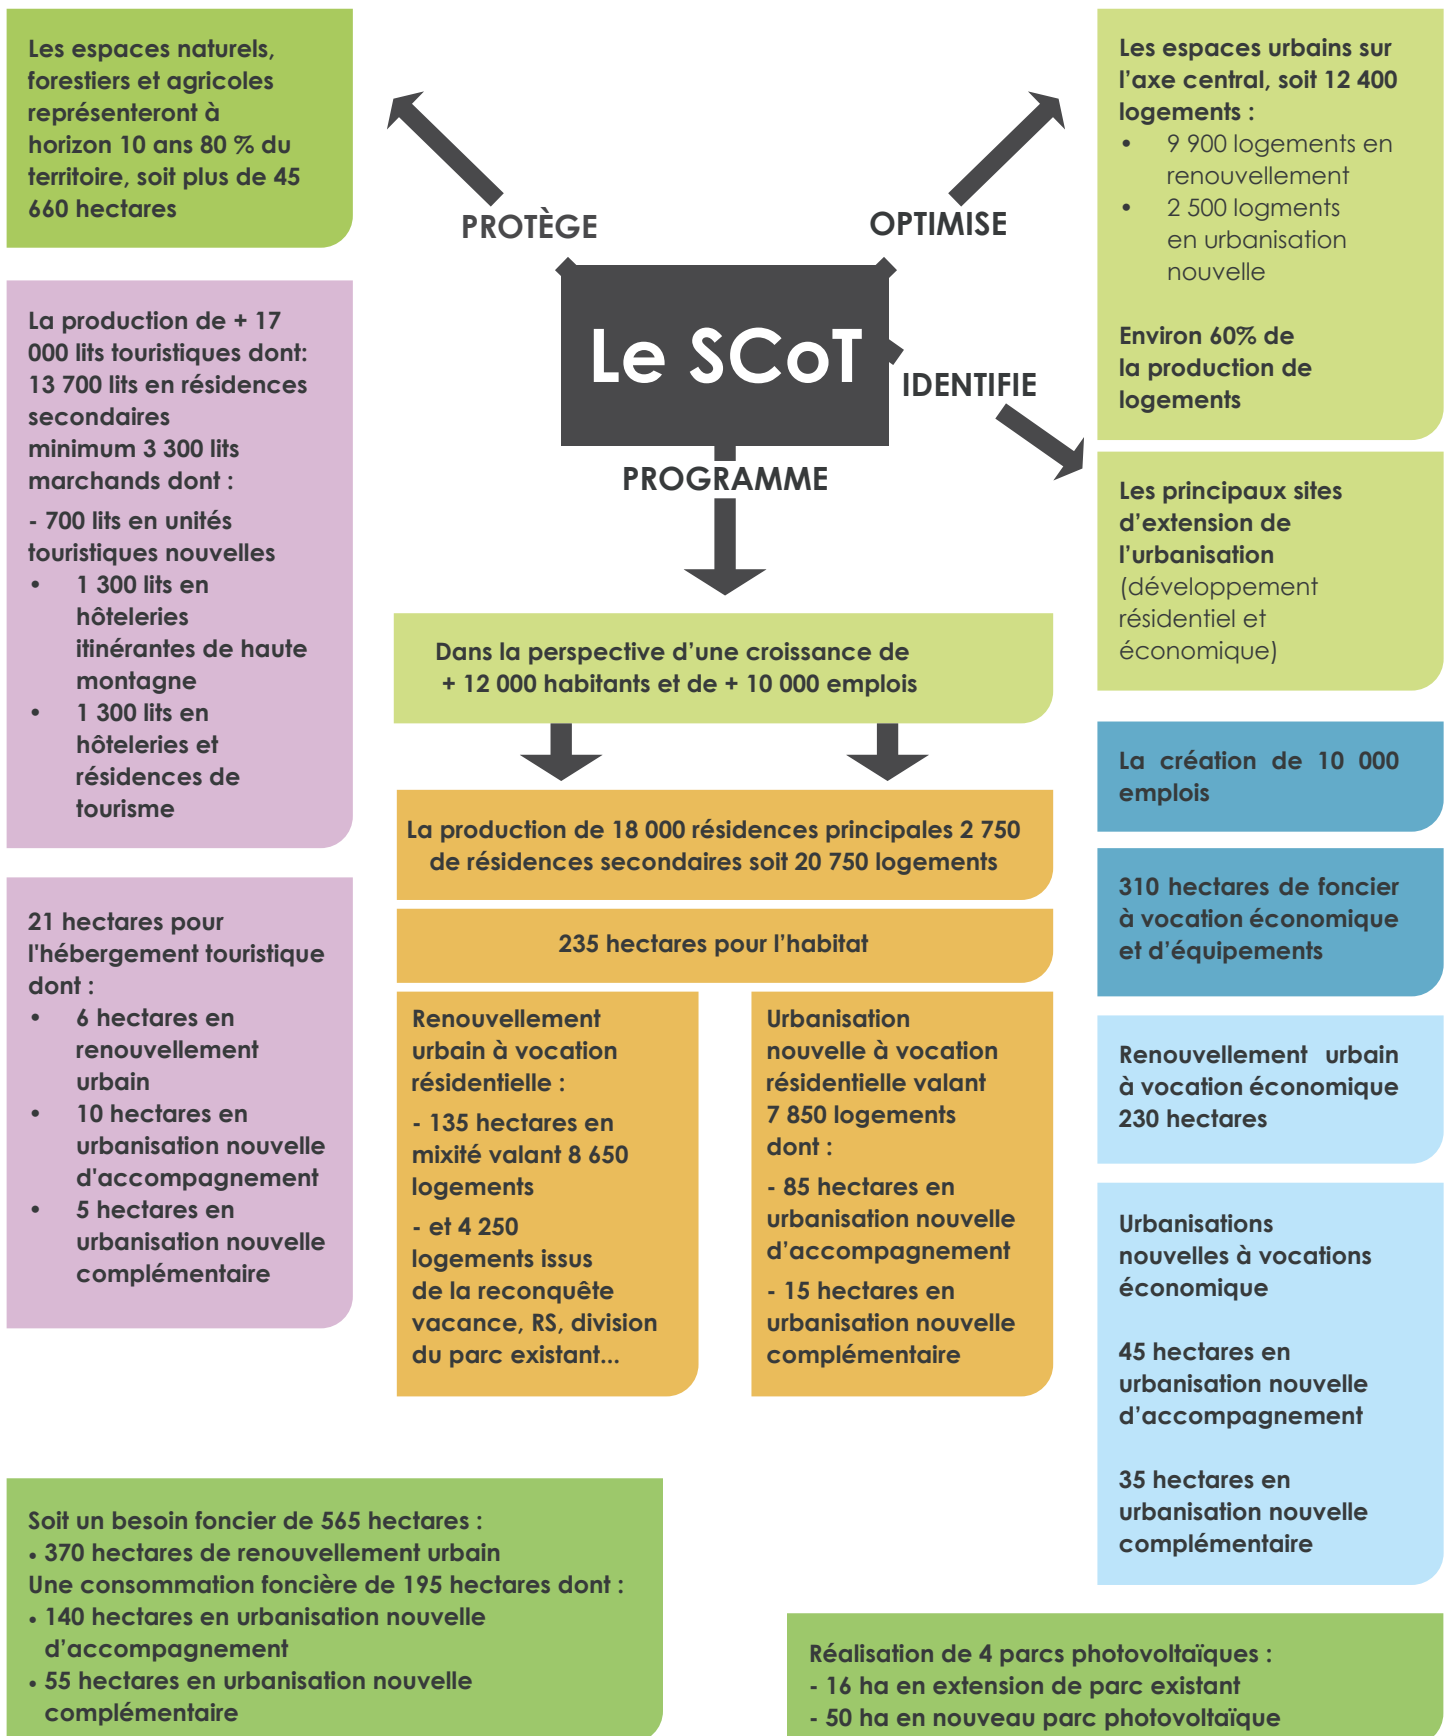 Les espaces naturels,
forestiers et agricoles
représenteront à
horizon 10 ans 80 % du
territoire, soit plus de 45
660 hectares
PROTÈGE
OPTIMISE
Les espaces urbains sur
l'axe central, soit 12 400
logements :
• 9 900 logements en
renouvellement
• 2 500 logments
en urbanisation
nouvelle
Environ 60% de
la production de
logements
Le SCoT
IDENTIFIE
PROGRAMME
Les principaux sites
d'extension de
l'urbanisation
(développement
résidentiel et
économique)
La production de + 17
000 lits touristiques dont:
13 700 lits en résidences
secondaires
minimum 3 300 lits
marchands dont :
- 700 lits en unités
touristiques nouvelles
• 1 300 lits en
hôteleries
itinérantes de haute
montagne
• 1 300 lits en
hôteleries et
résidences de
tourisme
Dans la perspective d'une croissance de
+ 12 000 habitants et de + 10 000 emplois
La création de 10 000
emplois
La production de 18 000 résidences principales 2 750
de résidences secondaires soit 20 750 logements
310 hectares de foncier
à vocation économique
et d'équipements
21 hectares pour
l'hébergement touristique
dont :
• 6 hectares en
renouvellement
urbain
• 10 hectares en
urbanisation nouvelle
d'accompagnement
• 5 hectares en
urbanisation nouvelle
complémentaire
235 hectares pour l'habitat
Renouvellement
urbain à vocation
résidentielle :
- 135 hectares en
mixité valant 8 650
logements
- et 4 250
logements issus
de la reconquête
vacance, RS, division
du parc existant...
Urbanisation
nouvelle à vocation
résidentielle valant
7 850 logements
dont :
- 85 hectares en
urbanisation nouvelle
d'accompagnement
- 15 hectares en
urbanisation nouvelle
complémentaire
Renouvellement urbain
à vocation économique
230 hectares
Urbanisations
nouvelles à vocations
économique
45 hectares en
urbanisation nouvelle
d'accompagnement
35 hectares en
urbanisation nouvelle
complémentaire
Soit un besoin foncier de 565 hectares :
• 370 hectares de renouvellement urbain
Une consommation foncière de 195 hectares dont :
• 140 hectares en urbanisation nouvelle
d'accompagnement
• 55 hectares en urbanisation nouvelle
complémentaire
Réalisation de 4 parcs photovoltaïques :
- 16 ha en extension de parc existant
- 50 ha en nouveau parc photovoltaïque